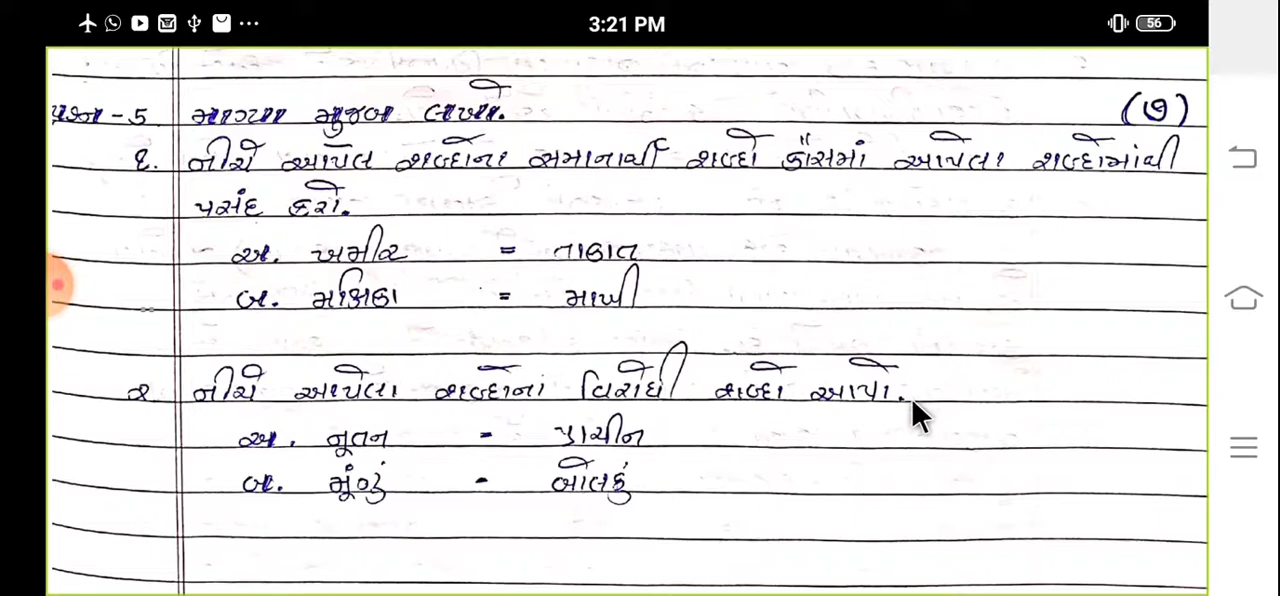 3:21 PM
56
પ્રશ્ન - 5 માગ્યા મુજબ લખો. (૭)
૧. નીચે આપેલ શબ્દોના સમાનાર્થી શબ્દો કૌંસમાં આપેલા શબ્દોમાંથી
પસંદ કરો.
અ. ખમીર = તાકાત
બ. મક્ષિકા = માખી
૨. નીચે આપેલા શબ્દોનાં વિરોધી શબ્દો આપો.
અ. નૂતન - પ્રાચીન
બ. મૂંગું - બોલકું